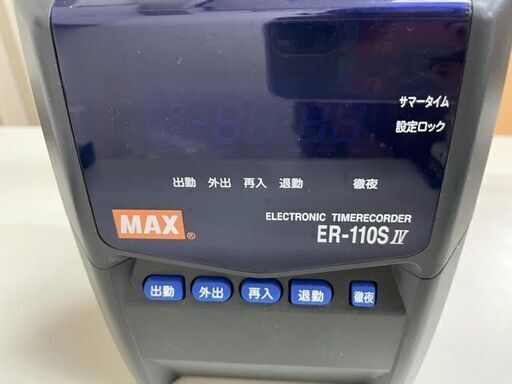 サマータイム
設定ロック
出勤 外出 再入 退勤 徹夜
MAX®
ELECTRONIC TIMERECORDER
ER-110SⅣ
出勤 外出 再入 退勤 徹夜